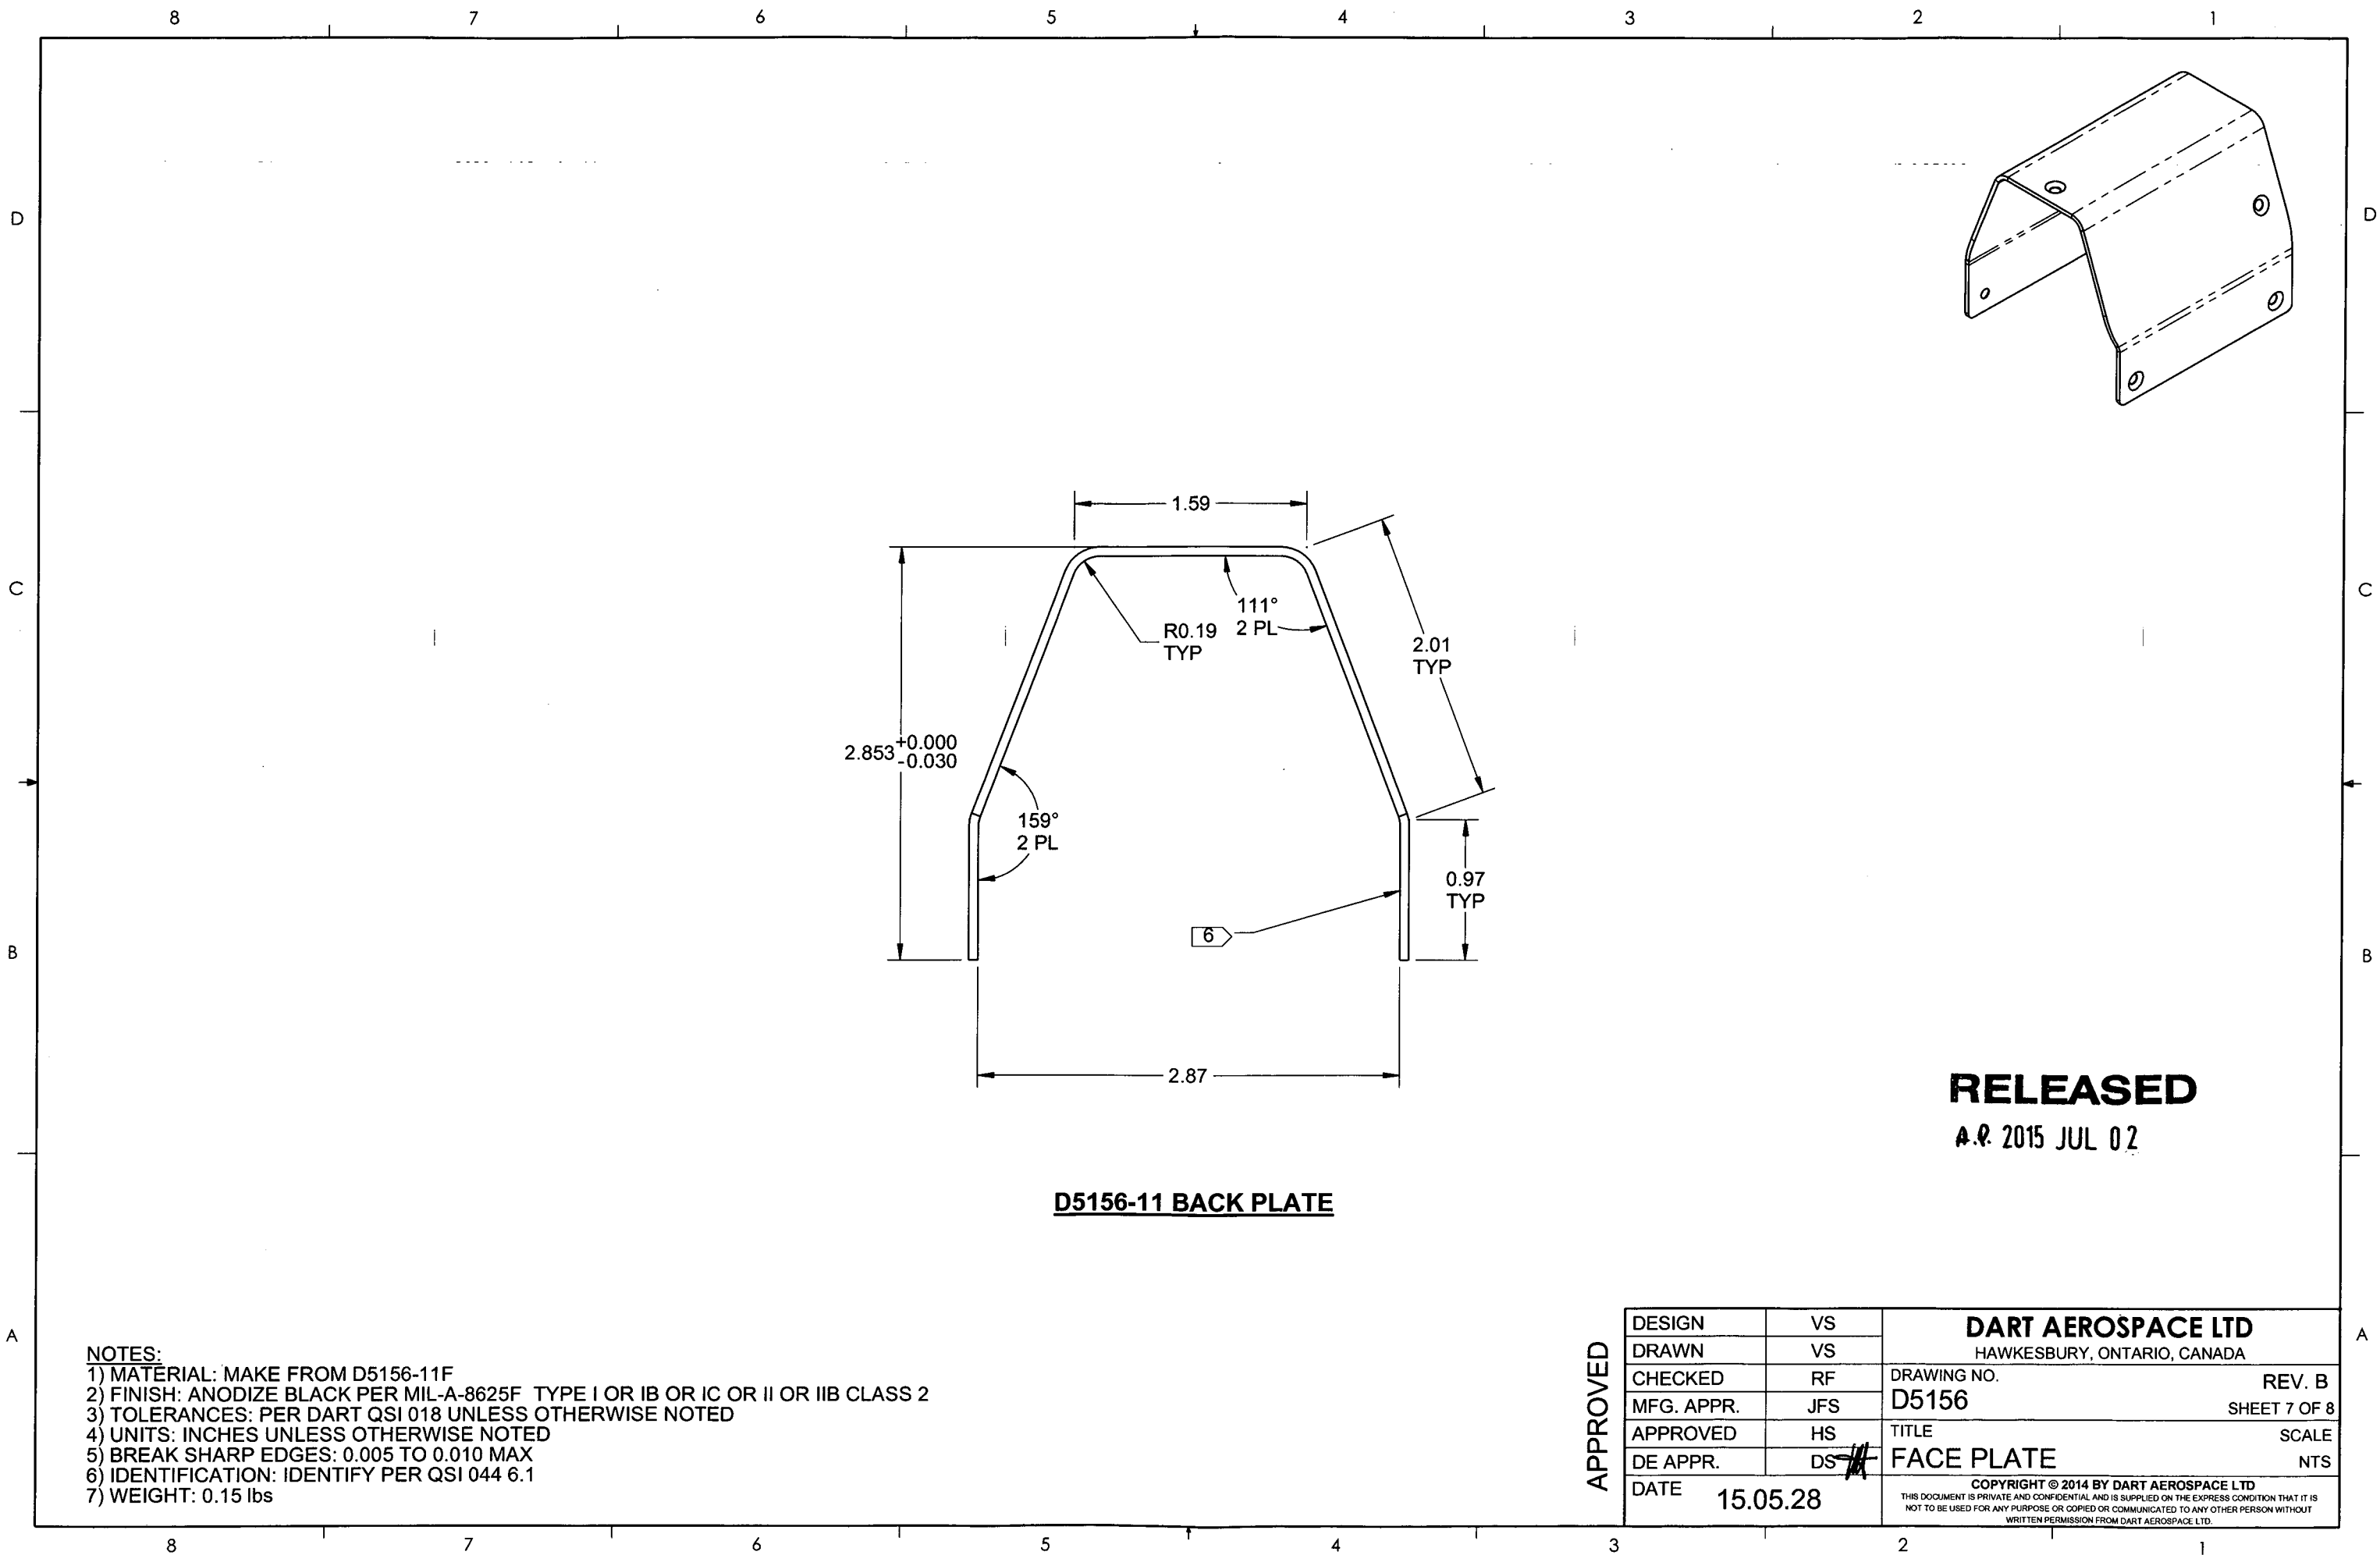 8 7 6 5 4 3 2 1
D D
C C
B B
A A
1.59
111°
2 PL
R0.19
TYP
2.01
TYP
2.853 +0.000
-0.030
159°
2 PL
0.97
TYP
6
2.87
RELEASED
A.P. 2015 JUL 02
D5156-11 BACK PLATE
NOTES:
1) MATERIAL: MAKE FROM D5156-11F
2) FINISH: ANODIZE BLACK PER MIL-A-8625F TYPE I OR IB OR IC OR II OR IIB CLASS 2
3) TOLERANCES: PER DART QSI 018 UNLESS OTHERWISE NOTED
4) UNITS: INCHES UNLESS OTHERWISE NOTED
5) BREAK SHARP EDGES: 0.005 TO 0.010 MAX
6) IDENTIFICATION: IDENTIFY PER QSI 044 6.1
7) WEIGHT: 0.15 lbs
APPROVED
DESIGN VS
DRAWN VS
CHECKED RF
MFG. APPR. JFS
APPROVED HS
DE APPR. DS
DATE 15.05.28
DART AEROSPACE LTD
HAWKESBURY, ONTARIO, CANADA
DRAWING NO. REV. B
D5156 SHEET 7 OF 8
TITLE SCALE
FACE PLATE NTS
COPYRIGHT © 2014 BY DART AEROSPACE LTD
THIS DOCUMENT IS PRIVATE AND CONFIDENTIAL AND IS SUPPLIED ON THE EXPRESS CONDITION THAT IT IS
NOT TO BE USED FOR ANY PURPOSE OR COPIED OR COMMUNICATED TO ANY OTHER PERSON WITHOUT
WRITTEN PERMISSION FROM DART AEROSPACE LTD.
8 7 6 5 4 3 2 1